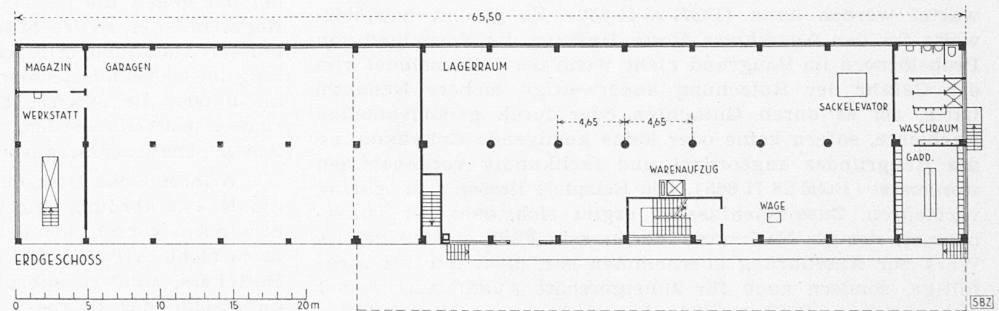 65,50
MAGAZIN GARAGEN LAGERRAUM
SACKELEVATOR
WERKSTATT
4,65 4,65
WASCHRAUM
WARENAUFZUG
GARD.
WAGE
ERDGESCHOSS
0 5 10 15 20m
SBZ